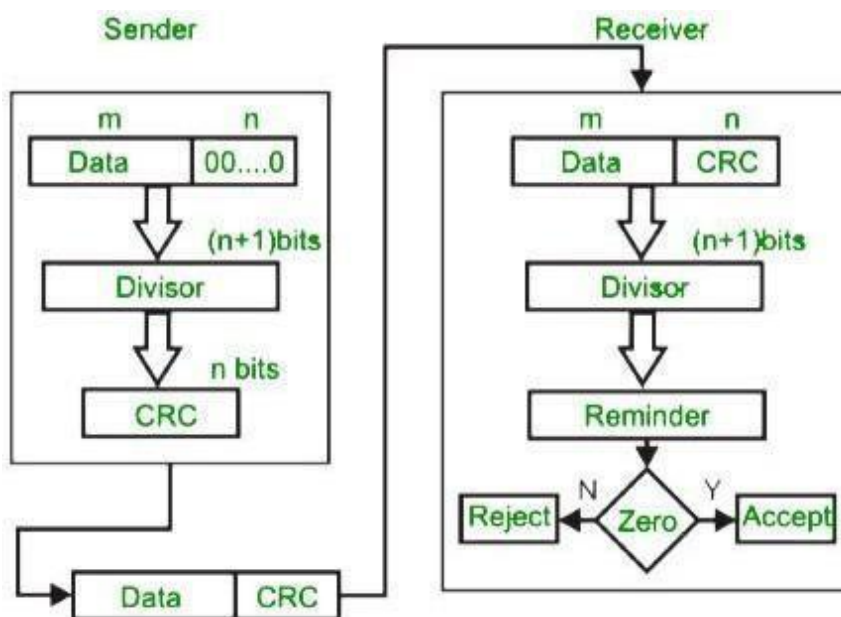 Sender
m n
Data 00....0
(n+1)bits
Divisor
n bits
CRC
Data CRC
Receiver
m n
Data CRC
(n+1)bits
Divisor
Reminder
N Y
Reject Zero Accept